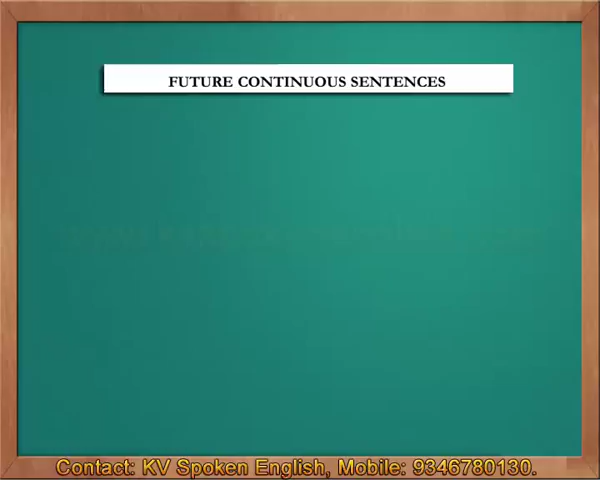 FUTURE CONTINUOUS SENTENCES
Contact: KV Spoken English, Mobile: 9346780130.